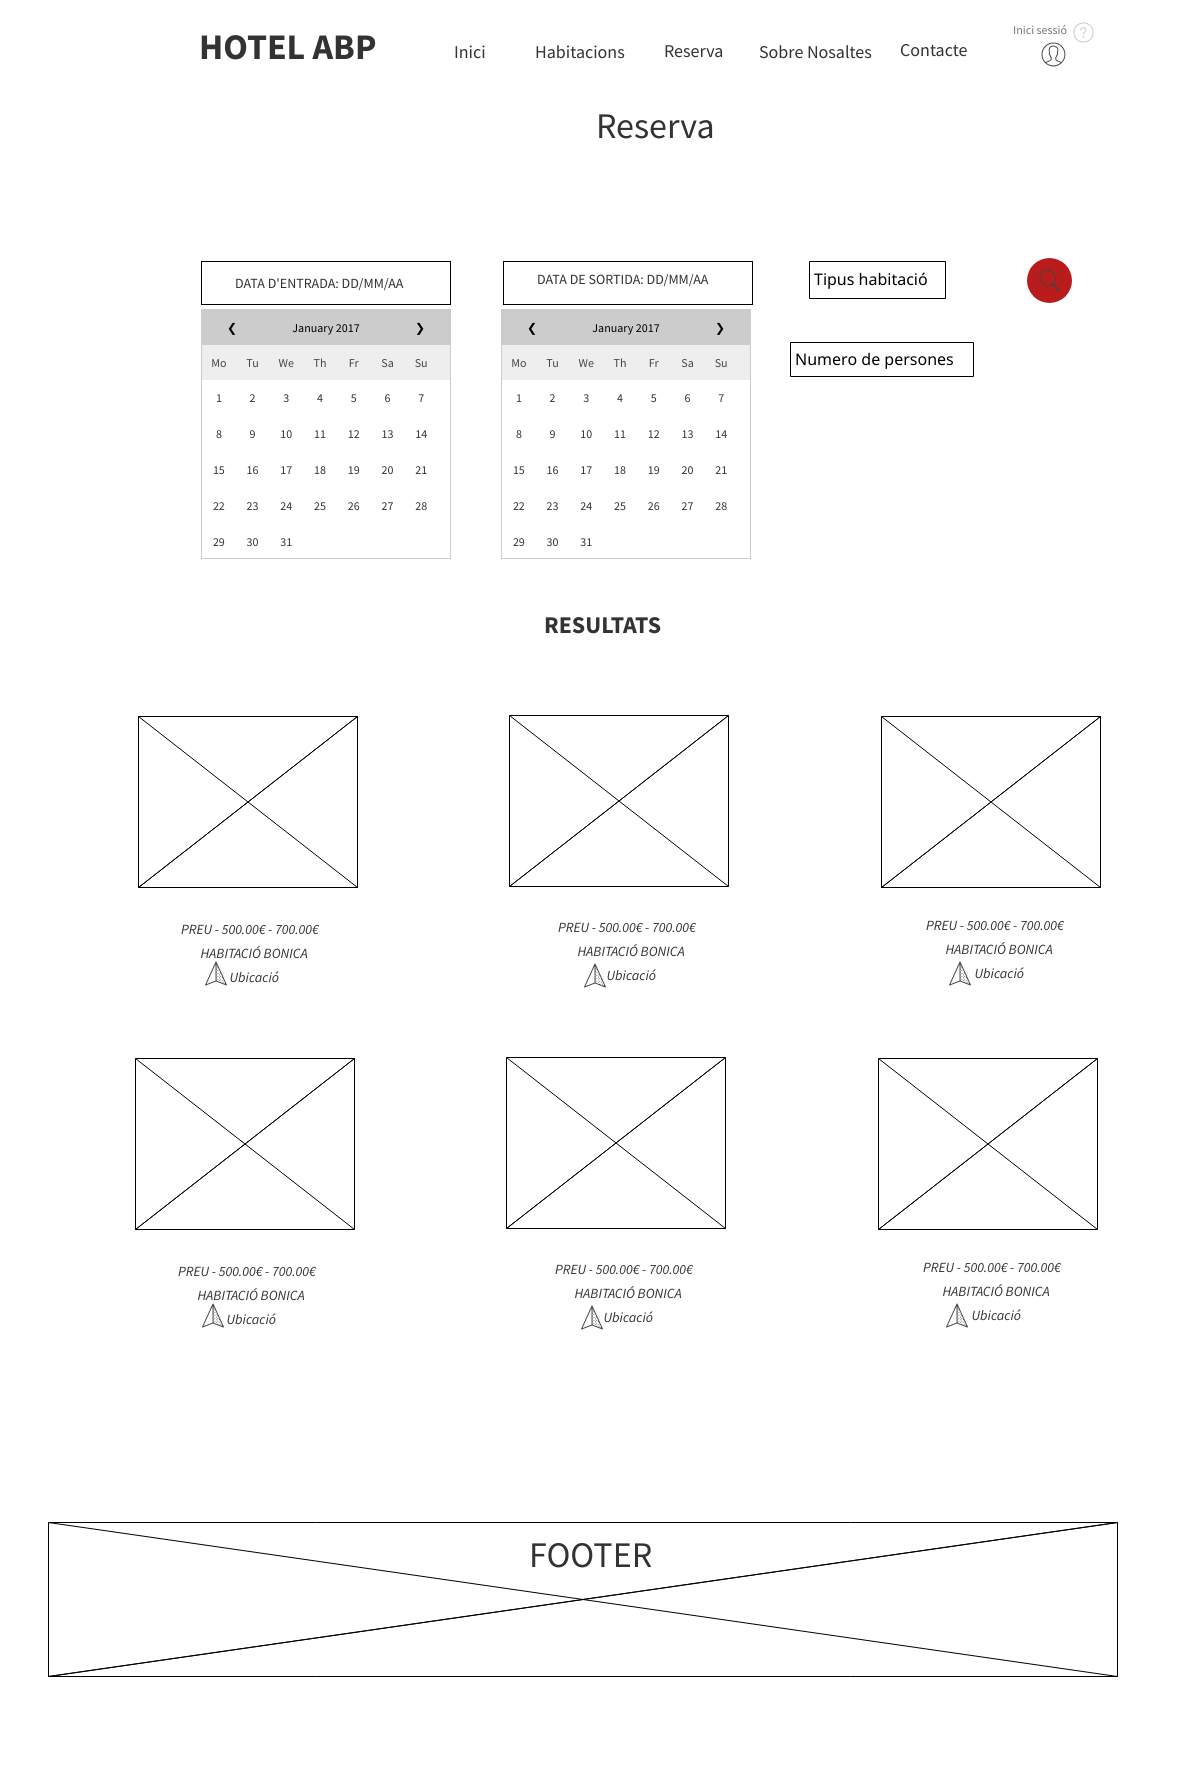 HOTEL ABP
Inici
Habitacions
Reserva
Sobre Nosaltes
Contacte
Inici sessió
?
Reserva
DATA D'ENTRADA: DD/MM/AA
DATA DE SORTIDA: DD/MM/AA
Tipus habitació
Numero de persones
❮ January 2017 ❯
Mo Tu We Th Fr Sa Su
1 2 3 4 5 6 7
8 9 10 11 12 13 14
15 16 17 18 19 20 21
22 23 24 25 26 27 28
29 30 31
❮ January 2017 ❯
Mo Tu We Th Fr Sa Su
1 2 3 4 5 6 7
8 9 10 11 12 13 14
15 16 17 18 19 20 21
22 23 24 25 26 27 28
29 30 31
RESULTATS
PREU - 500.00€ - 700.00€
HABITACIÓ BONICA
Ubicació
PREU - 500.00€ - 700.00€
HABITACIÓ BONICA
Ubicació
PREU - 500.00€ - 700.00€
HABITACIÓ BONICA
Ubicació
PREU - 500.00€ - 700.00€
HABITACIÓ BONICA
Ubicació
PREU - 500.00€ - 700.00€
HABITACIÓ BONICA
Ubicació
PREU - 500.00€ - 700.00€
HABITACIÓ BONICA
Ubicació
FOOTER